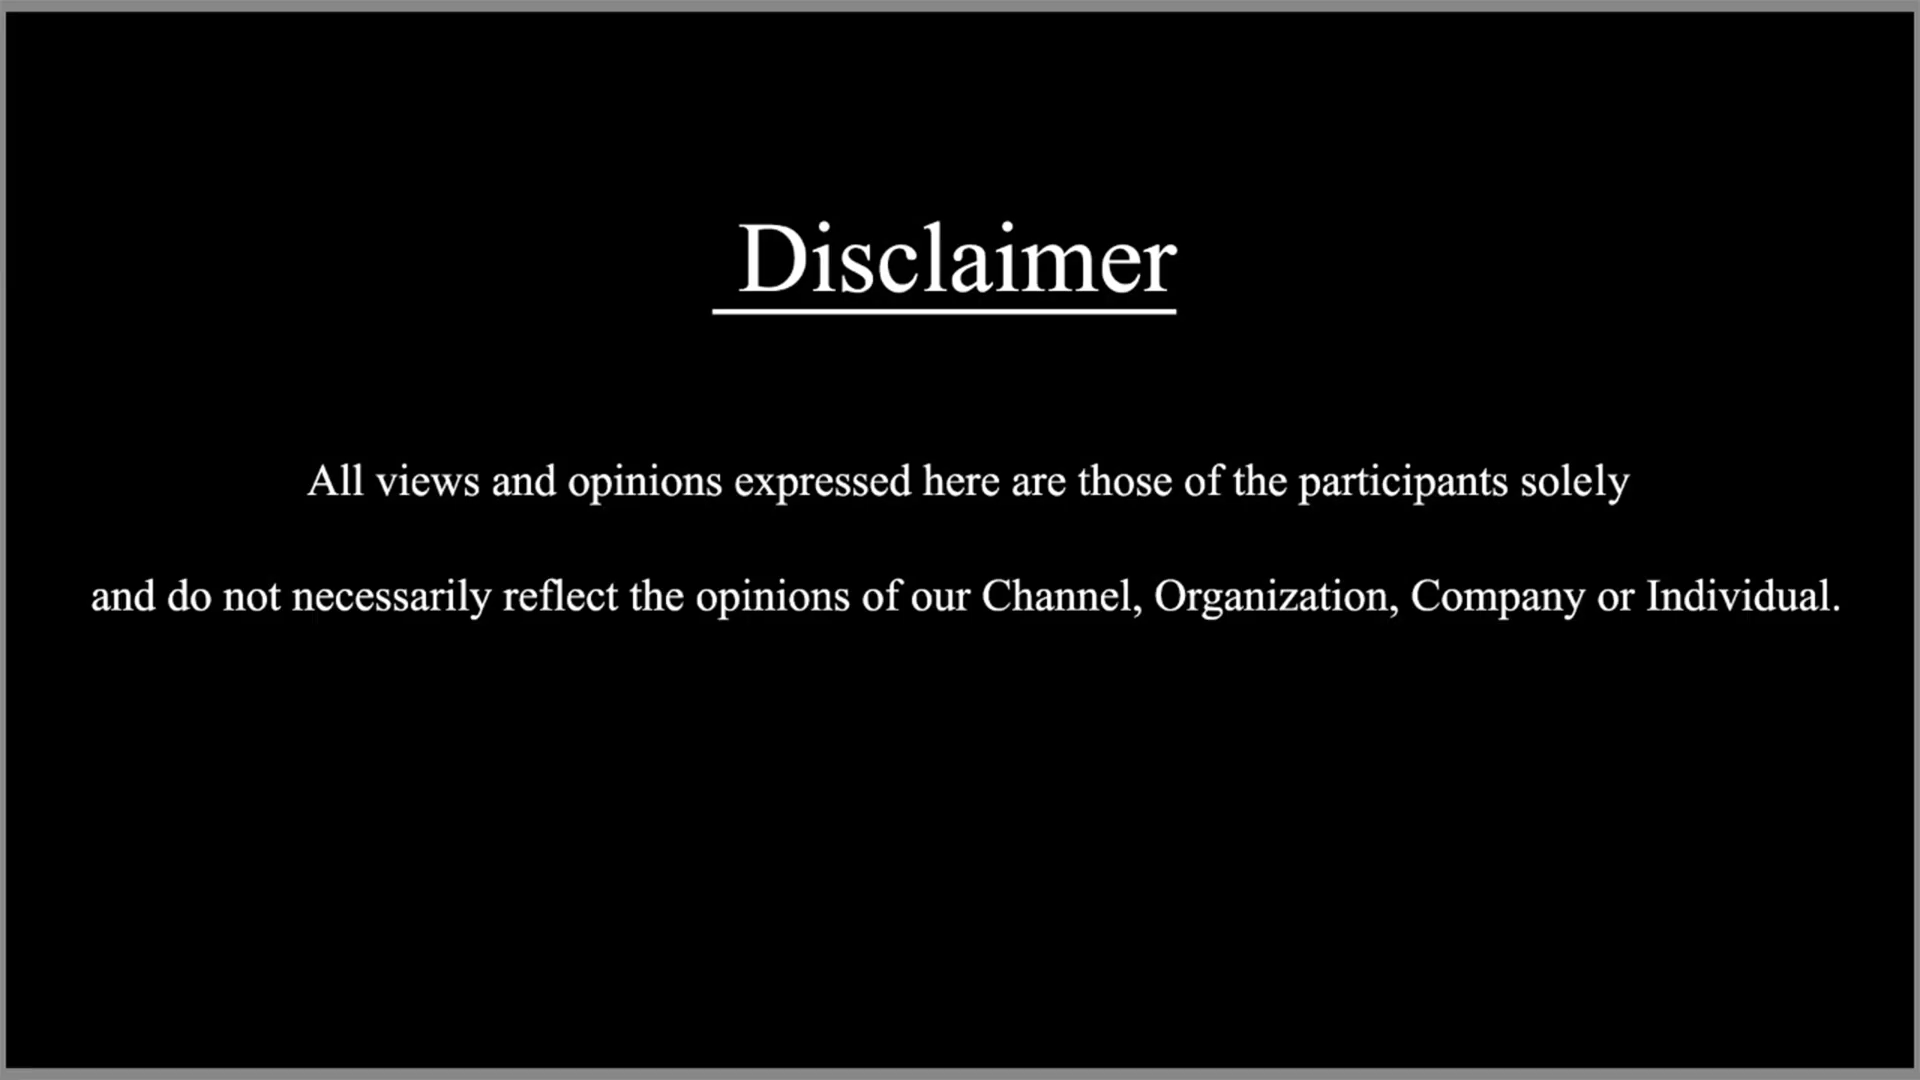 Disclaimer
All views and opinions expressed here are those of the participants solely
and do not necessarily reflect the opinions of our Channel, Organization, Company or Individual.